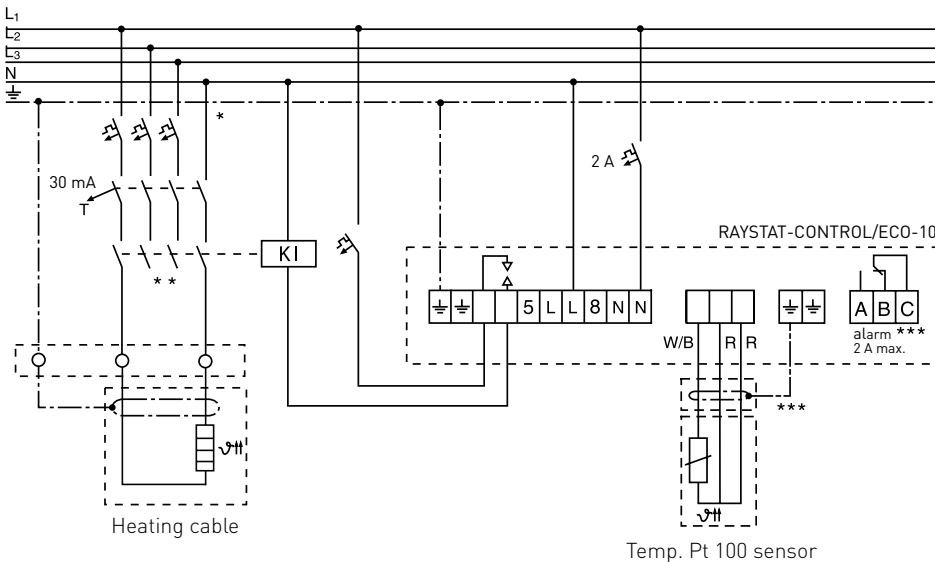 L1
L2
L3
N
*
30 mA
T
2 A
RAYSTAT-CONTROL/ECO-10
KI
* *
5 L L 8 N N
A B C
W/B R R
alarm ***
2 A max.
***
ϑ
ϑ
Heating cable
Temp. Pt 100 sensor